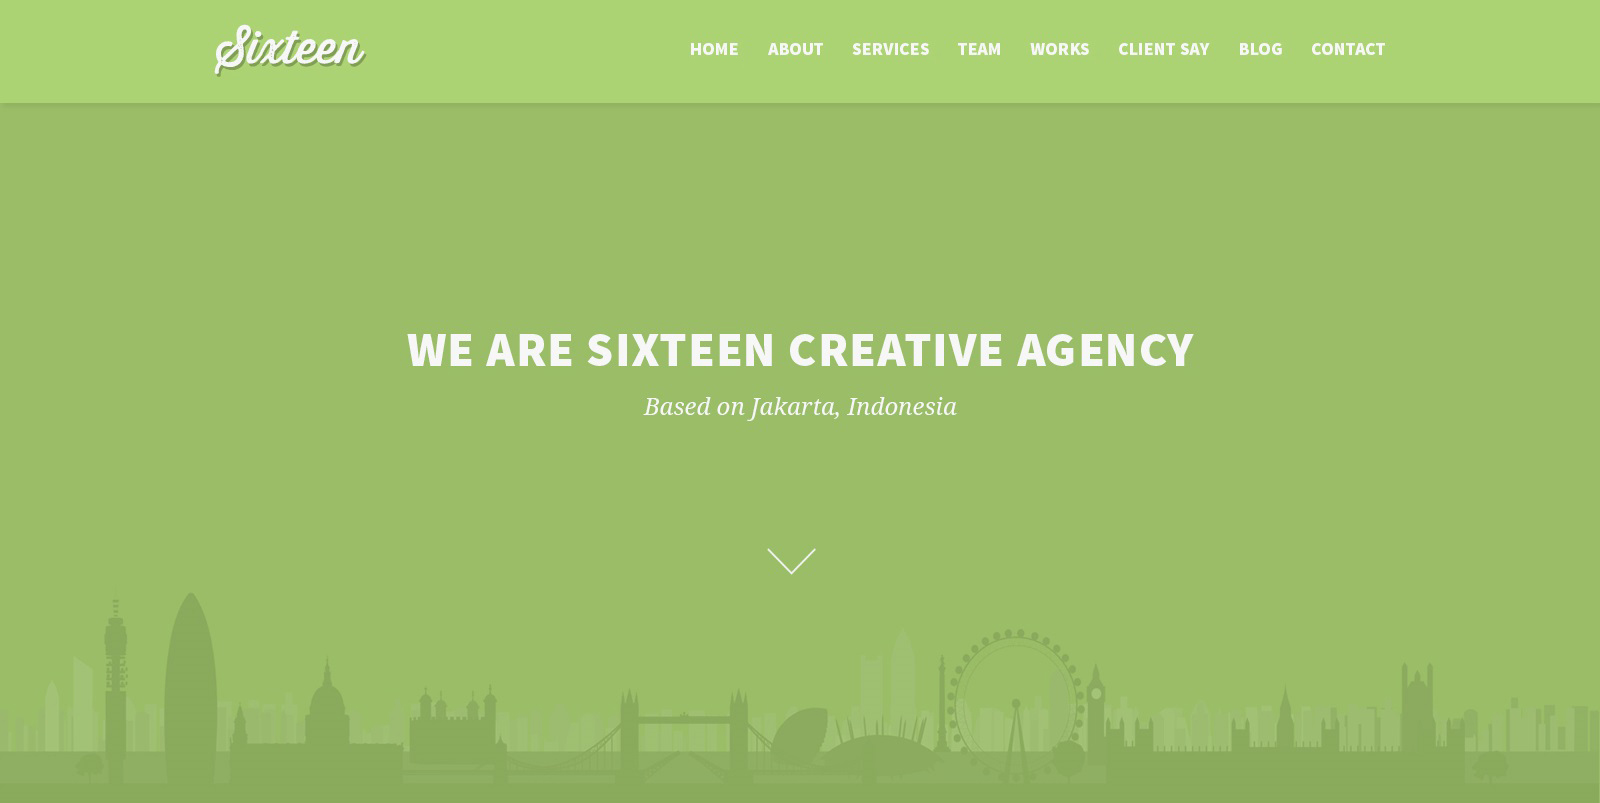 Sixteen
HOME ABOUT SERVICES TEAM WORKS CLIENT SAY BLOG CONTACT
WE ARE SIXTEEN CREATIVE AGENCY
Based on Jakarta, Indonesia